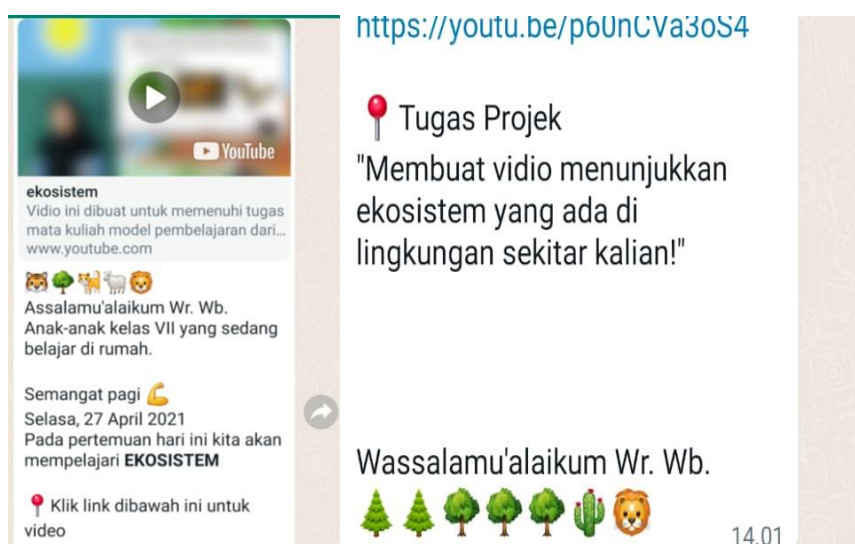 YouTube
ekosistem
Vidio ini dibuat untuk memenuhi tugas
mata kuliah model pembelajaran dari...
www.youtube.com
🐯🌳🐈🐑🦁
Assalamu'alaikum Wr. Wb.
Anak-anak kelas VII yang sedang
belajar di rumah.
Semangat pagi 💪
Selasa, 27 April 2021
Pada pertemuan hari ini kita akan
mempelajari EKOSISTEM
📍 Klik link dibawah ini untuk
video
https://youtu.be/p60nCVa3oS4
📍 Tugas Projek
"Membuat vidio menunjukkan
ekosistem yang ada di
lingkungan sekitar kalian!"
Wassalamu'alaikum Wr. Wb.
🌲🌲🌳🌳🌳🌵🦁
14.01